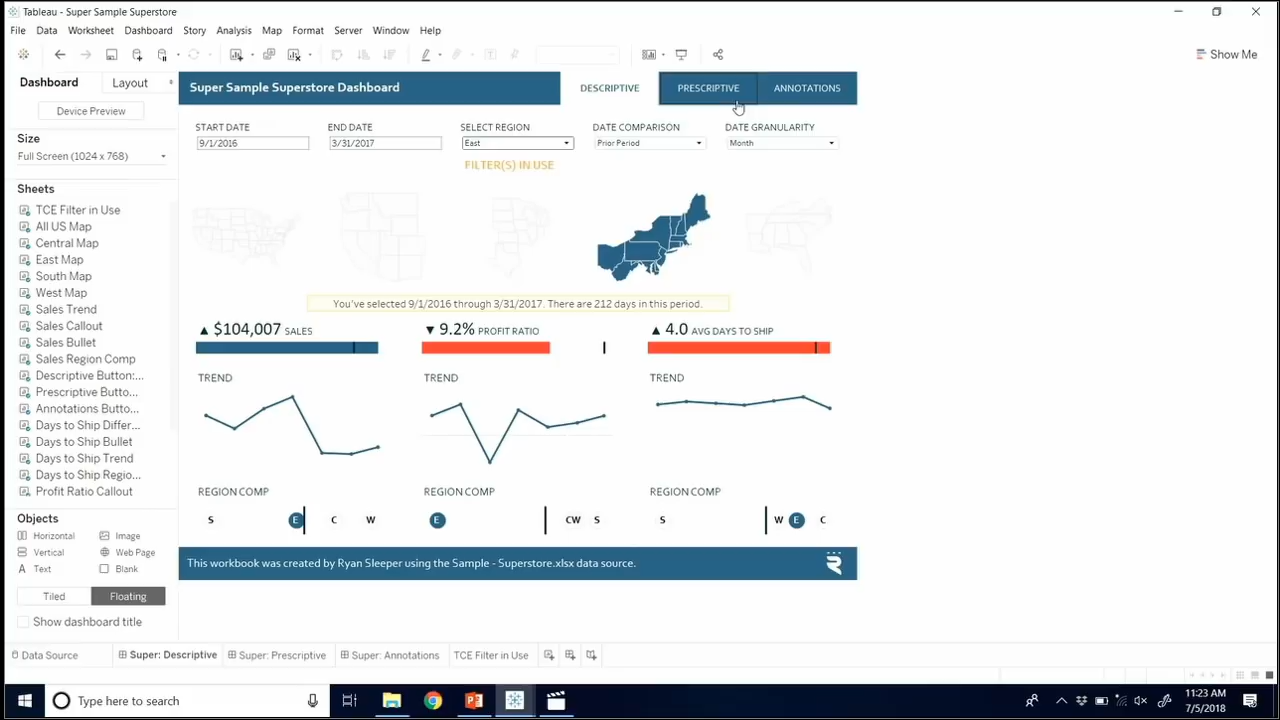 Tableau - Super Sample Superstore
File Data Worksheet Dashboard Story Analysis Map Format Server Window Help
Show Me
Dashboard Layout
Device Preview
Size
Full Screen (1024 x 768)
Sheets
TCE Filter in Use
All US Map
Central Map
East Map
South Map
West Map
Sales Trend
Sales Callout
Sales Bullet
Sales Region Comp
Descriptive Button:...
Prescriptive Butto...
Annotations Butto...
Days to Ship Differ...
Days to Ship Bullet
Days to Ship Trend
Days to Ship Regio...
Profit Ratio Callout
Objects
Horizontal Image
Vertical Web Page
A Text Blank
Tiled Floating
Show dashboard title
Super Sample Superstore Dashboard
DESCRIPTIVE PRESCRIPTIVE ANNOTATIONS
START DATE END DATE SELECT REGION DATE COMPARISON DATE GRANULARITY
9/1/2016 3/31/2017 East Prior Period Month
FILTER(S) IN USE
You've selected 9/1/2016 through 3/31/2017. There are 212 days in this period.
▲ $104,007 SALES ▼ 9.2% PROFIT RATIO ▲ 4.0 AVG DAYS TO SHIP
TREND TREND TREND
REGION COMP REGION COMP REGION COMP
S E C W E CW S S W E C
This workbook was created by Ryan Sleeper using the Sample - Superstore.xlsx data source.
Data Source Super: Descriptive Super: Prescriptive Super: Annotations TCE Filter in Use
Type here to search
11:23 AM
7/5/2018